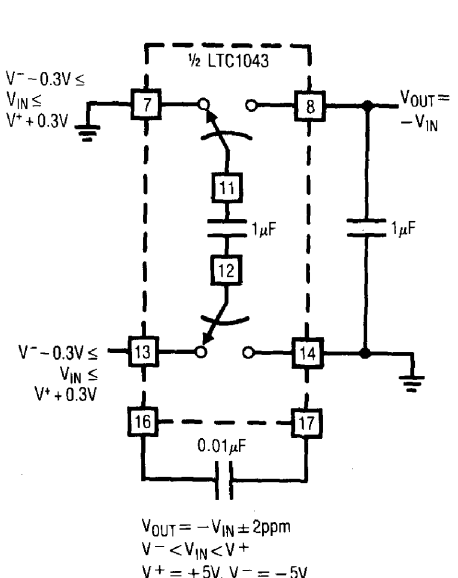 ½ LTC1043
V⁻ – 0.3V ≤
V_IN ≤
V⁺ + 0.3V
7
8
V_OUT =
–V_IN
11
1µF
1µF
12
V⁻ – 0.3V ≤
V_IN ≤
V⁺ + 0.3V
13
14
16
17
0.01µF
V_OUT = –V_IN ± 2ppm
V⁻ < V_IN < V⁺
V⁺ = +5V, V⁻ = –5V